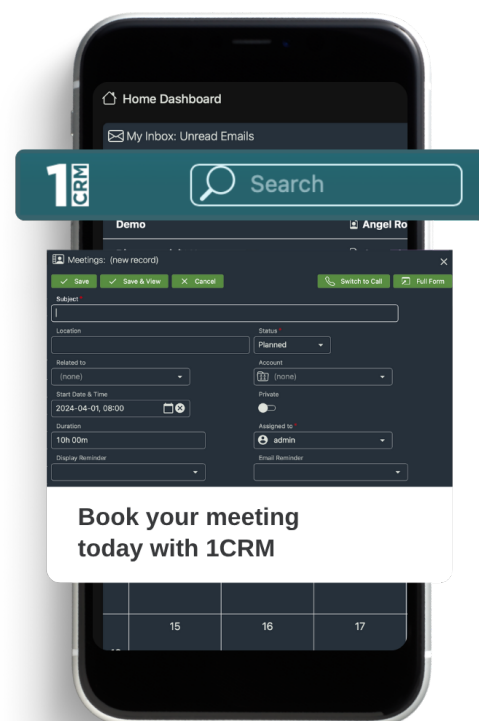 Home Dashboard
My Inbox: Unread Emails
1CRM
Search
Demo Angel Ro
Meetings: (new record)
Save Save & View Cancel Switch to Call Full Form
Subject *
Location Status *
Planned
Related to Account
(none) (none)
Start Date & Time Private
2024-04-01, 08:00
Duration Assigned to *
10h 00m admin
Display Reminder Email Reminder
Book your meeting
today with 1CRM
15 16 17